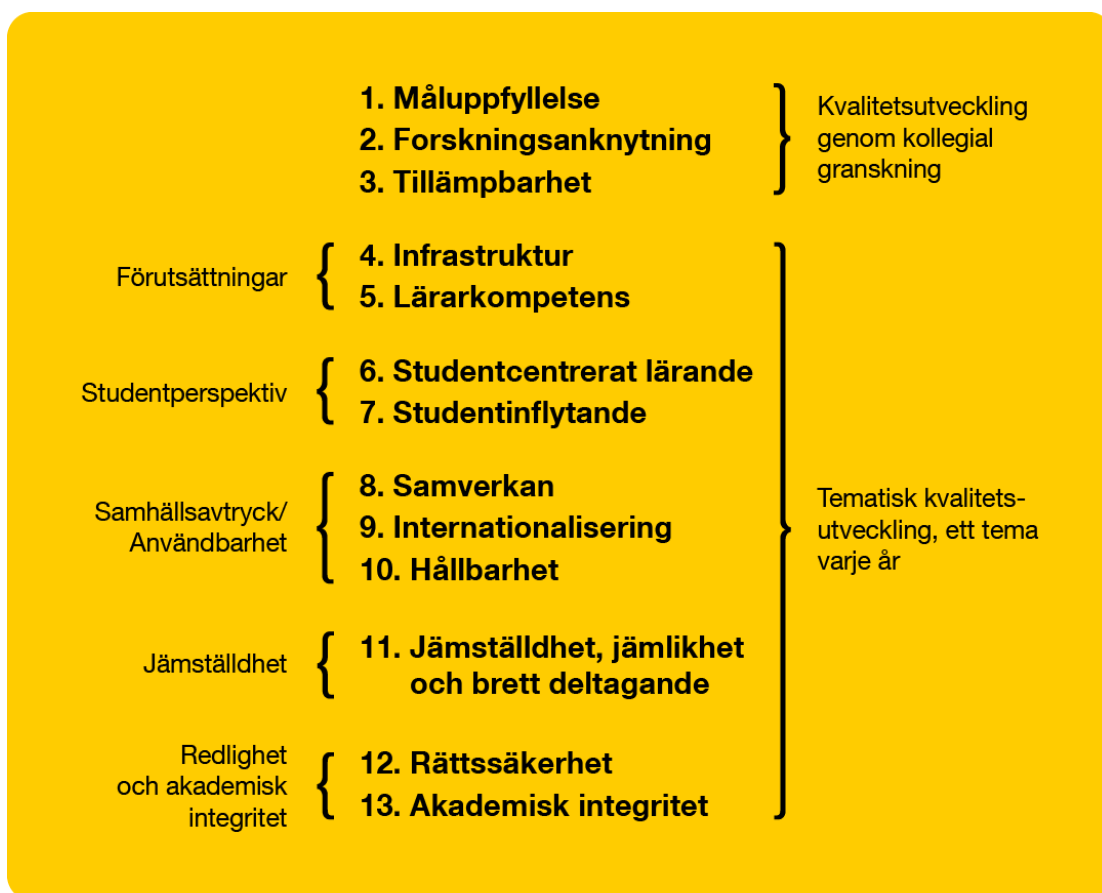 1. Måluppfyllelse
2. Forskningsanknytning
3. Tillämpbarhet
Kvalitetsutveckling
genom kollegial
granskning
Förutsättningar
4. Infrastruktur
5. Lärarkompetens
Studentperspektiv
6. Studentcentrerat lärande
7. Studentinflytande
Samhällsavtryck/
Användbarhet
8. Samverkan
9. Internationalisering
10. Hållbarhet
Tematisk kvalitets-
utveckling, ett tema
varje år
Jämställdhet
11. Jämställdhet, jämlikhet
och brett deltagande
Redlighet
och akademisk
integritet
12. Rättssäkerhet
13. Akademisk integritet